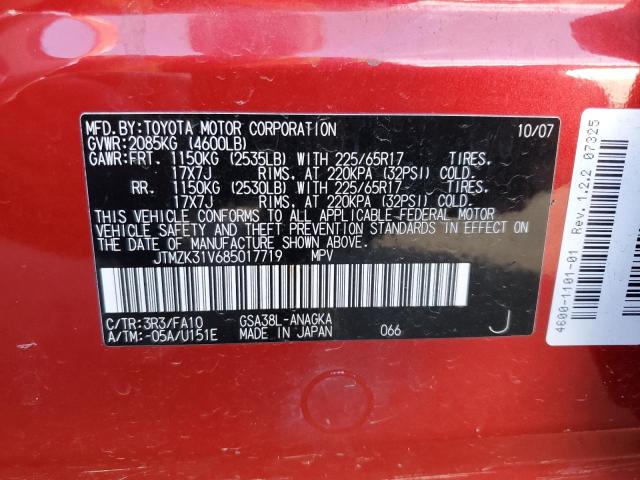 MFD. BY: TOYOTA MOTOR CORPORATION 10/07
GVWR: 2085KG (4600LB)
GAWR: FRT. 1150KG (2535LB) WITH 225/65R17 TIRES.
17X7J RIMS. AT 220KPA (32PSI) COLD.
RR. 1150KG (2530LB) WITH 225/65R17 TIRES.
17X7J RIMS. AT 220KPA (32PSI) COLD.
THIS VEHICLE CONFORMS TO ALL APPLICABLE FEDERAL MOTOR
VEHICLE SAFETY AND THEFT PREVENTION STANDARDS IN EFFECT
ON THE DATE OF MANUFACTURE SHOWN ABOVE.
JTMZK31V685017719 MPV
C/TR: 3R3/FA10 GSA38L-ANAGKA
A/TM: -05A/U151E MADE IN JAPAN 066 J
4600-1101-01 Rev. 1.2.2 07325